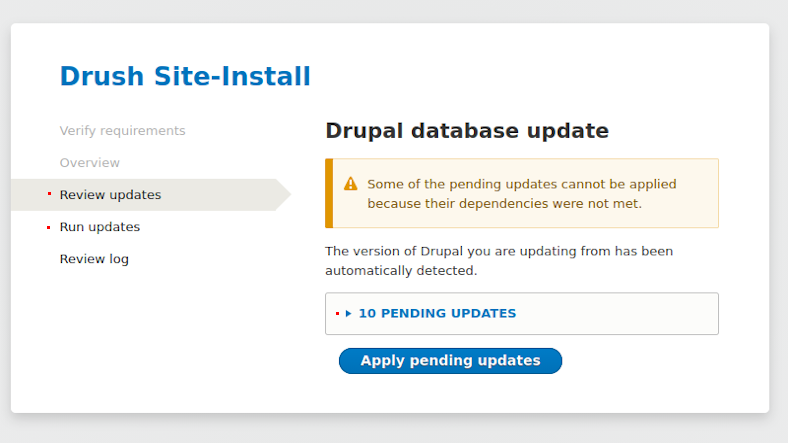 Drush Site-Install
Verify requirements
Overview
Review updates
Run updates
Review log
Drupal database update
Some of the pending updates cannot be applied
because their dependencies were not met.
The version of Drupal you are updating from has been
automatically detected.
10 PENDING UPDATES
Apply pending updates